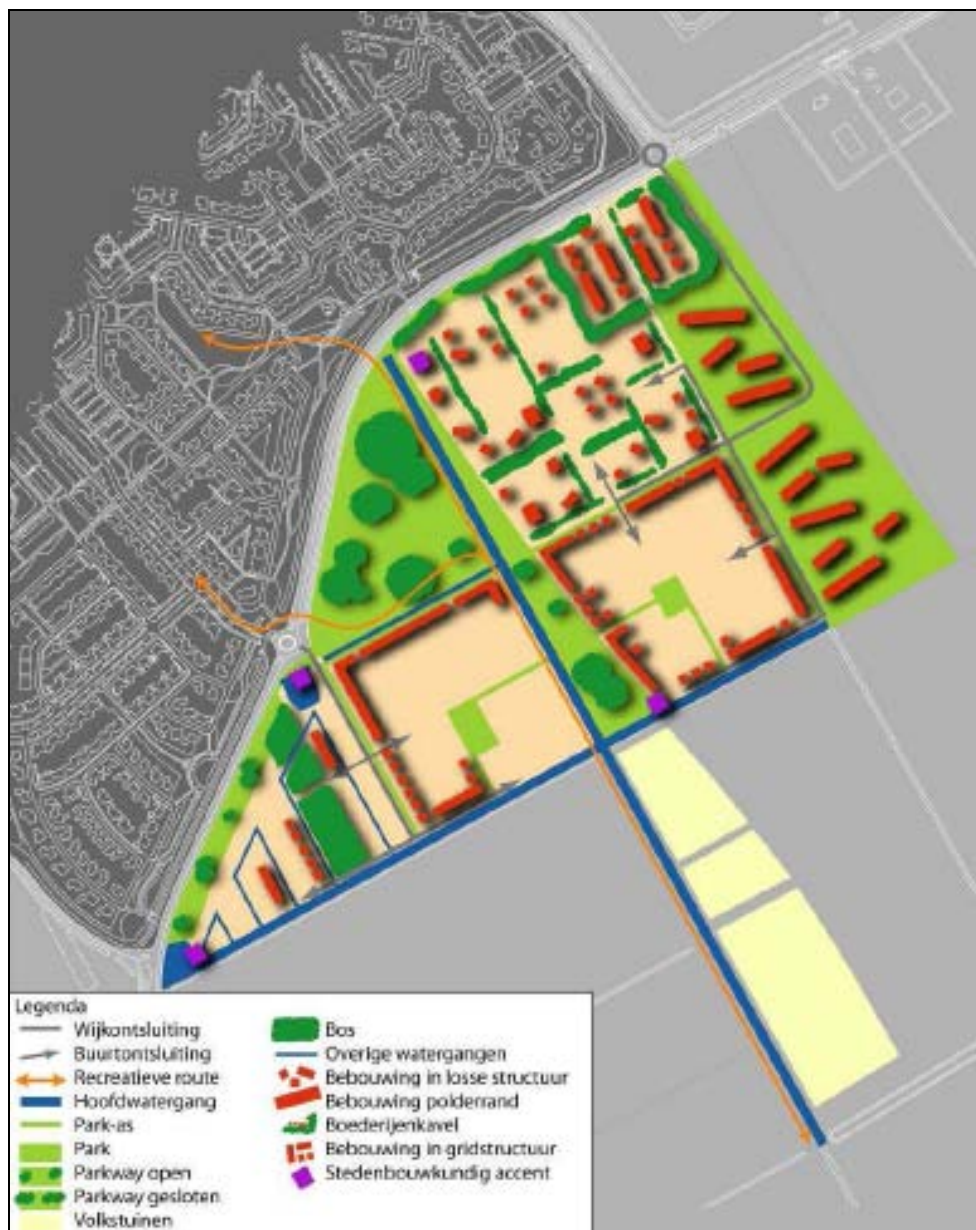 Legenda
Wijkontsluiting
Buurtontsluiting
Recreatieve route
Hoofdwatergang
Park-as
Park
Parkway open
Parkway gesloten
Volkstuinen
Bos
Overige watergangen
Bebouwing in losse structuur
Bebouwing polderrand
Boederijenkavel
Bebouwing in gridstructuur
Stedenbouwkundig accent